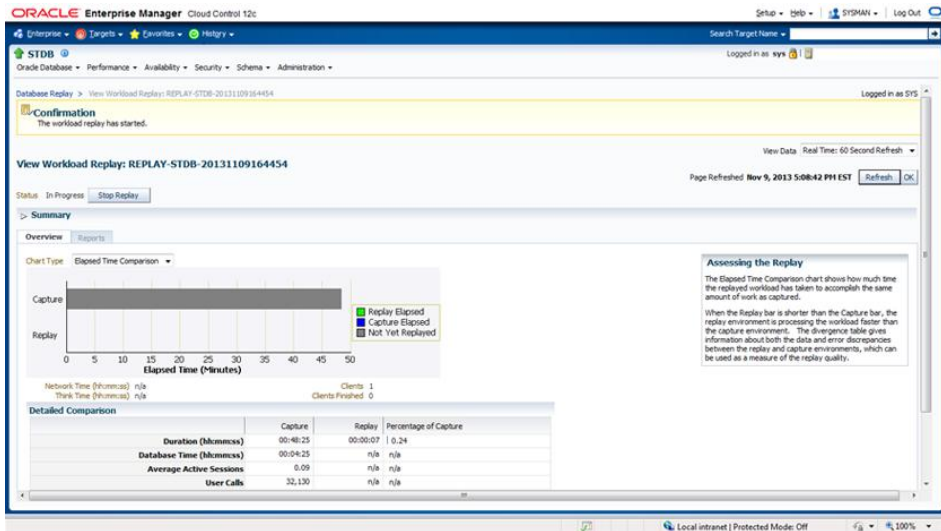 ORACLE Enterprise Manager Cloud Control 12c
Setup Help SYSMAN Log Out
Enterprise Targets Favorites History Search Target Name
STDB Logged in as sys
Oracle Database Performance Availability Security Schema Administration
Database Replay > View Workload Replay: REPLAY-STDB-20131109164454 Logged in as SYS
Confirmation
The workload replay has started.
View Data Real Time: 60 Second Refresh
View Workload Replay: REPLAY-STDB-20131109164454
Page Refreshed Nov 9, 2013 5:08:42 PM EST Refresh OK
Status In Progress Stop Replay
Summary
Overview Reports
Chart Type Elapsed Time Comparison
Capture
Replay
0 5 10 15 20 25 30 35 40 45 50
Elapsed Time (Minutes)
Replay Elapsed
Capture Elapsed
Not Yet Replayed
Network Time (hh:mm:ss) n/a Clients 1
Think Time (hh:mm:ss) n/a Clients Finished 0
Assessing the Replay
The Elapsed Time Comparison chart shows how much time
the replayed workload has taken to accomplish the same
amount of work as captured.
When the Replay bar is shorter than the Capture bar, the
replay environment is processing the workload faster than
the capture environment. The divergence table gives
information about both the data and error discrepancies
between the replay and capture environments, which can
be used as a measure of the replay quality.
Detailed Comparison
Capture Replay Percentage of Capture
Duration (hh:mm:ss) 00:48:25 00:00:07 0.24
Database Time (hh:mm:ss) 00:04:25 n/a n/a
Average Active Sessions 0.09 n/a n/a
User Calls 32,130 n/a n/a
Local intranet | Protected Mode: Off 100%